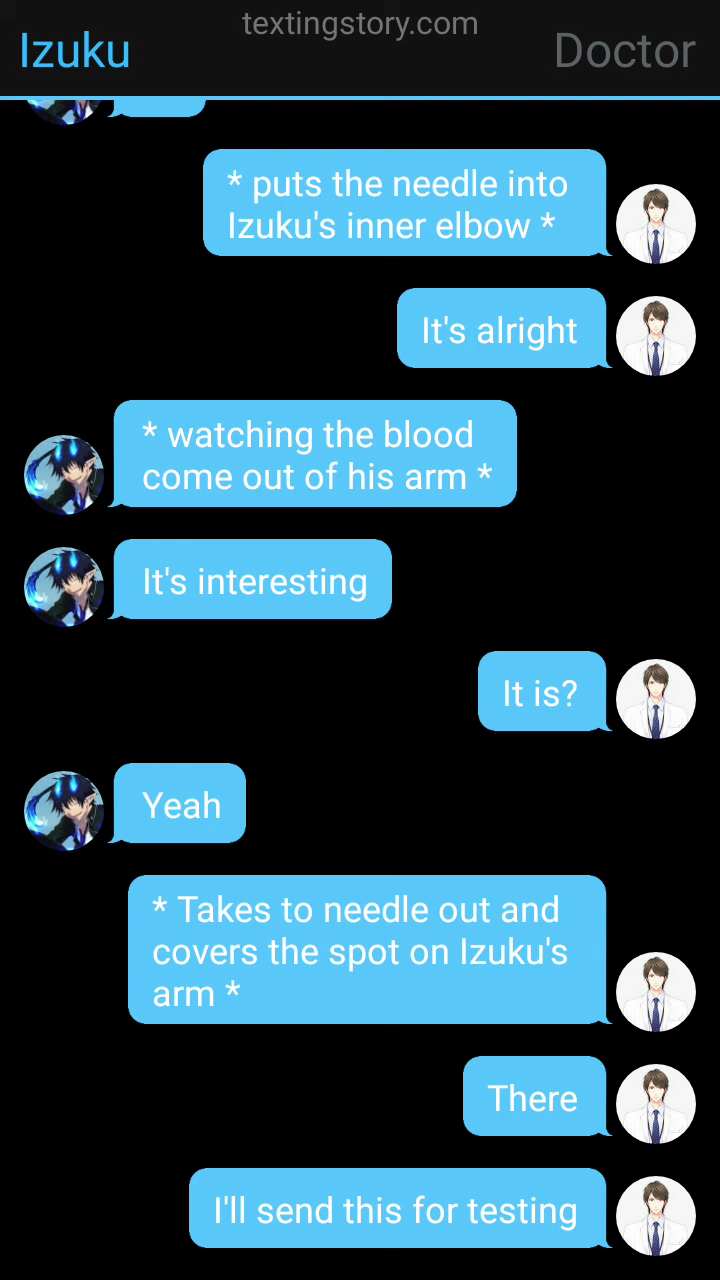 textingstory.com
Izuku
Doctor
* puts the needle into
Izuku's inner elbow *
It's alright
* watching the blood
come out of his arm *
It's interesting
It is?
Yeah
* Takes to needle out and
covers the spot on Izuku's
arm *
There
I'll send this for testing